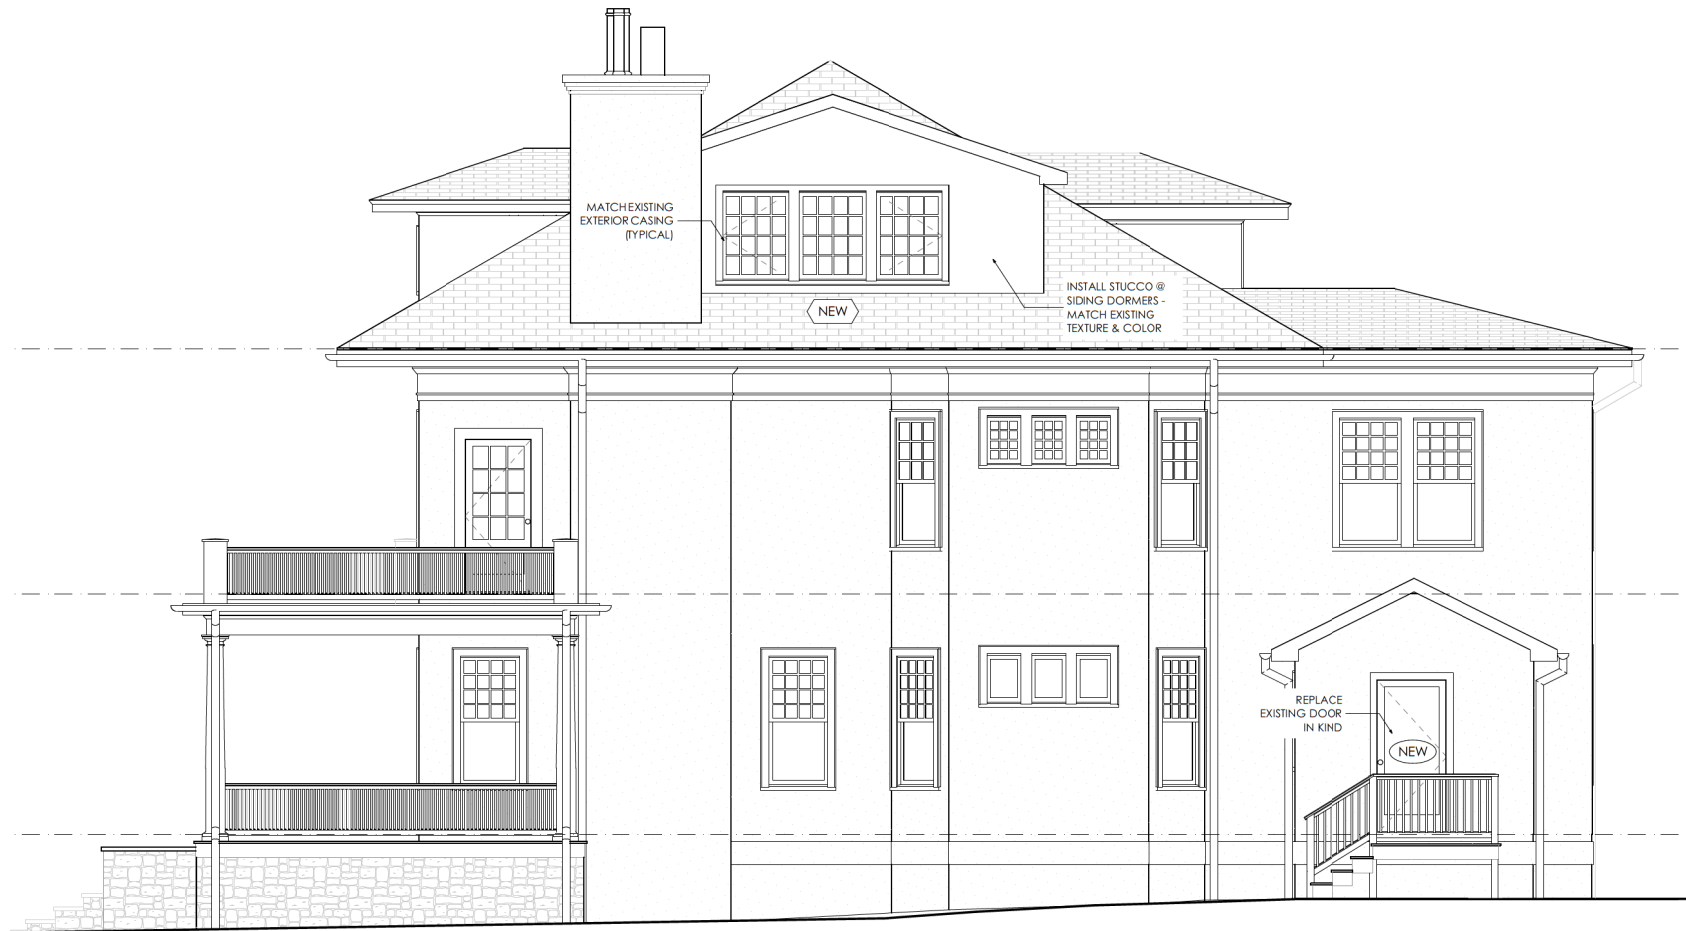 MATCH EXISTING
EXTERIOR CASING
(TYPICAL)
INSTALL STUCCO @
SIDING DORMERS -
MATCH EXISTING
TEXTURE & COLOR
NEW
REPLACE
EXISTING DOOR
IN KIND
NEW